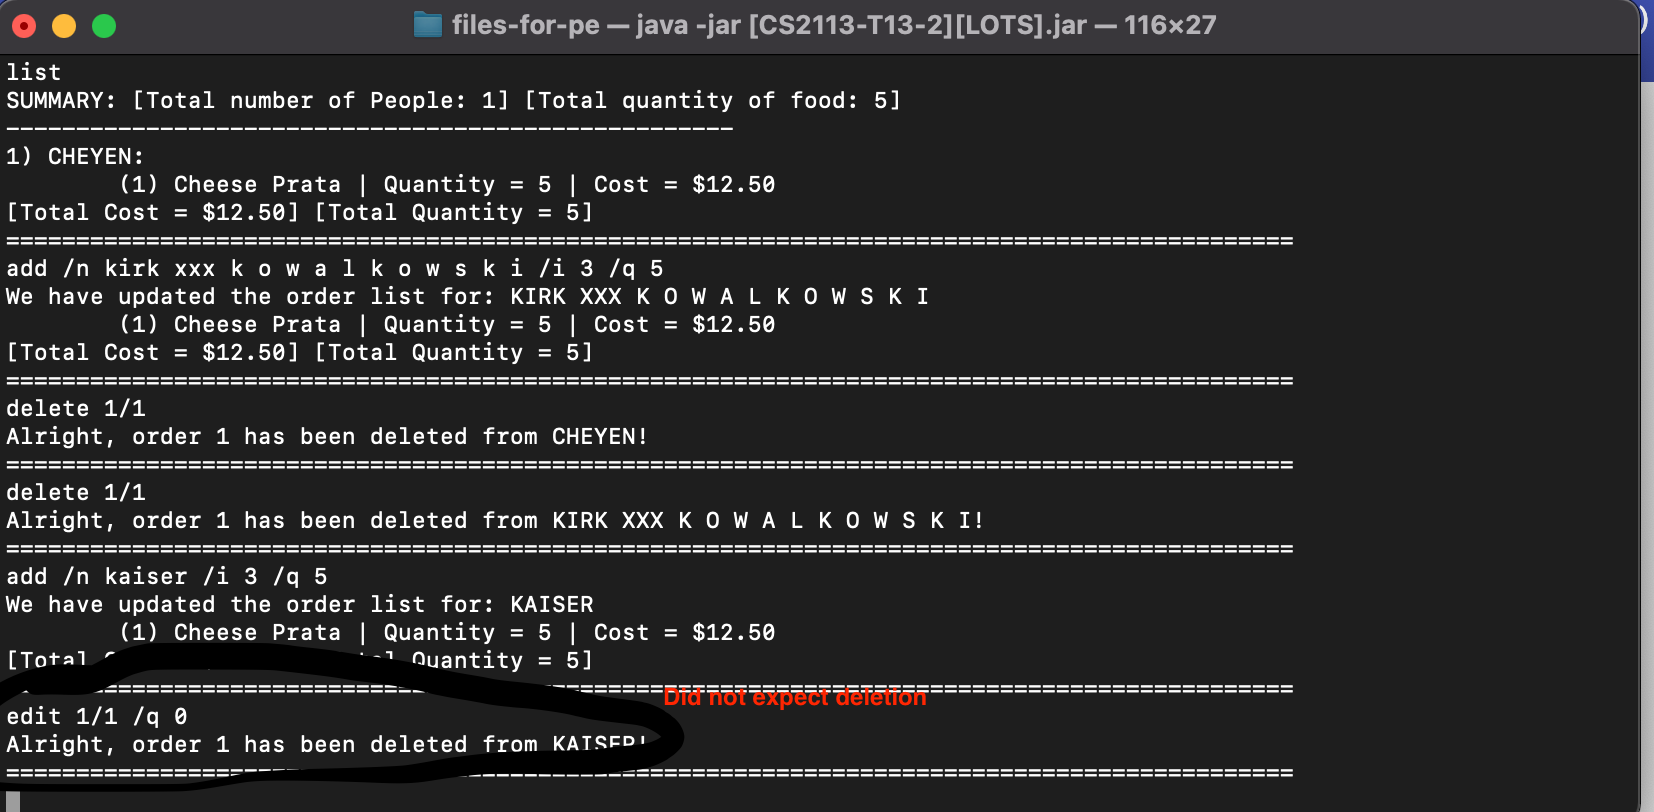 files-for-pe — java -jar [CS2113-T13-2][LOTS].jar — 116×27
list
SUMMARY: [Total number of People: 1] [Total quantity of food: 5]
----------------------------------------------------
1) CHEYEN:
(1) Cheese Prata | Quantity = 5 | Cost = $12.50
[Total Cost = $12.50] [Total Quantity = 5]
============================================================================================
add /n kirk xxx k o w a l k o w s k i /i 3 /q 5
We have updated the order list for: KIRK XXX K O W A L K O W S K I
(1) Cheese Prata | Quantity = 5 | Cost = $12.50
[Total Cost = $12.50] [Total Quantity = 5]
============================================================================================
delete 1/1
Alright, order 1 has been deleted from CHEYEN!
============================================================================================
delete 1/1
Alright, order 1 has been deleted from KIRK XXX K O W A L K O W S K I!
============================================================================================
add /n kaiser /i 3 /q 5
We have updated the order list for: KAISER
(1) Cheese Prata | Quantity = 5 | Cost = $12.50
[Total Quantity = 5]
============================================================================================
Did not expect deletion
edit 1/1 /q 0
Alright, order 1 has been deleted from KAISER!
============================================================================================